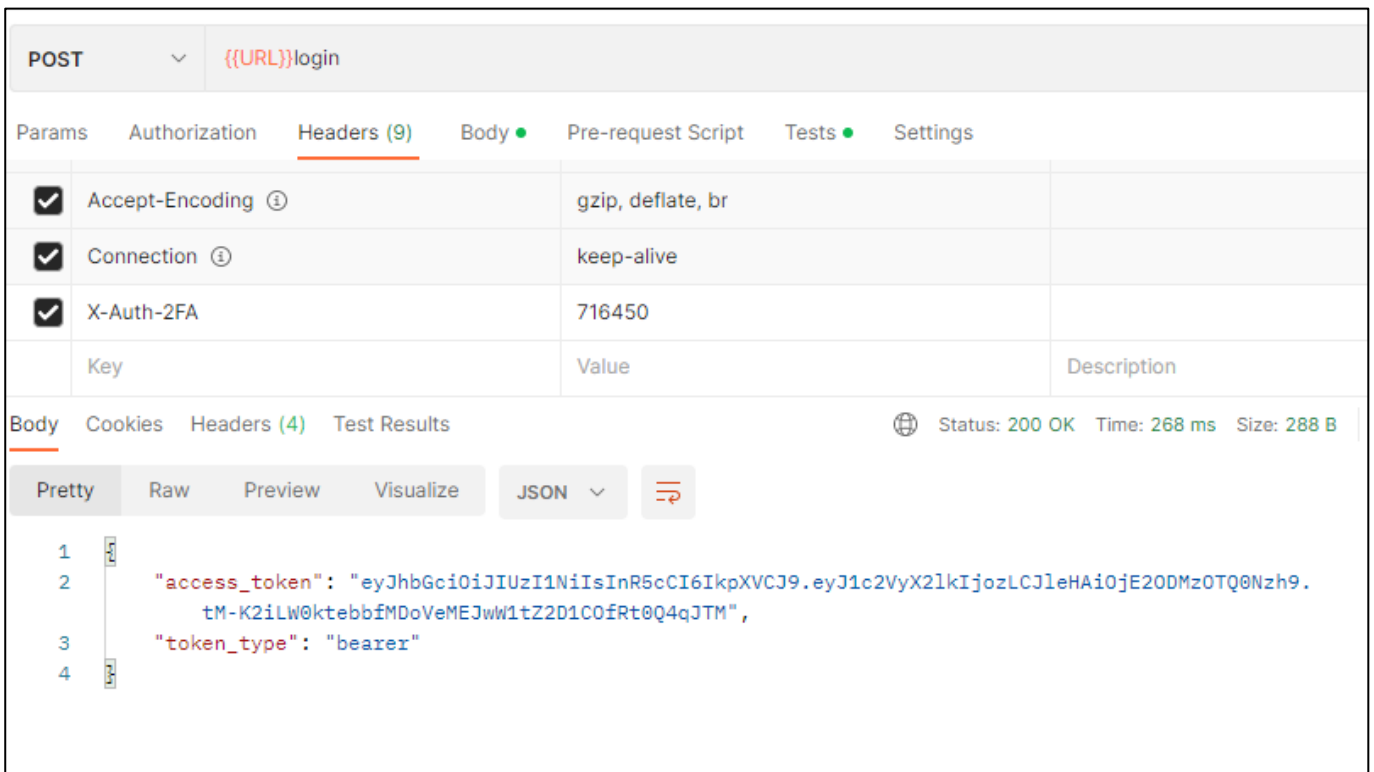 POST {{URL}}login
Params Authorization Headers (9) Body Pre-request Script Tests Settings
Accept-Encoding gzip, deflate, br
Connection keep-alive
X-Auth-2FA 716450
Key Value Description
Body Cookies Headers (4) Test Results Status: 200 OK Time: 268 ms Size: 288 B
Pretty Raw Preview Visualize JSON
1 {
2 "access_token": "eyJhbGciOiJIUzI1NiIsInR5cCI6IkpXVCJ9.eyJ1c2VyX2lkIjozLCJleHAiOjE2ODMzOTQ0Nzh9.
tM-K2iLW0ktebbfMDoVeMEJwW1tZ2D1COfRt0Q4qJTM",
3 "token_type": "bearer"
4 }